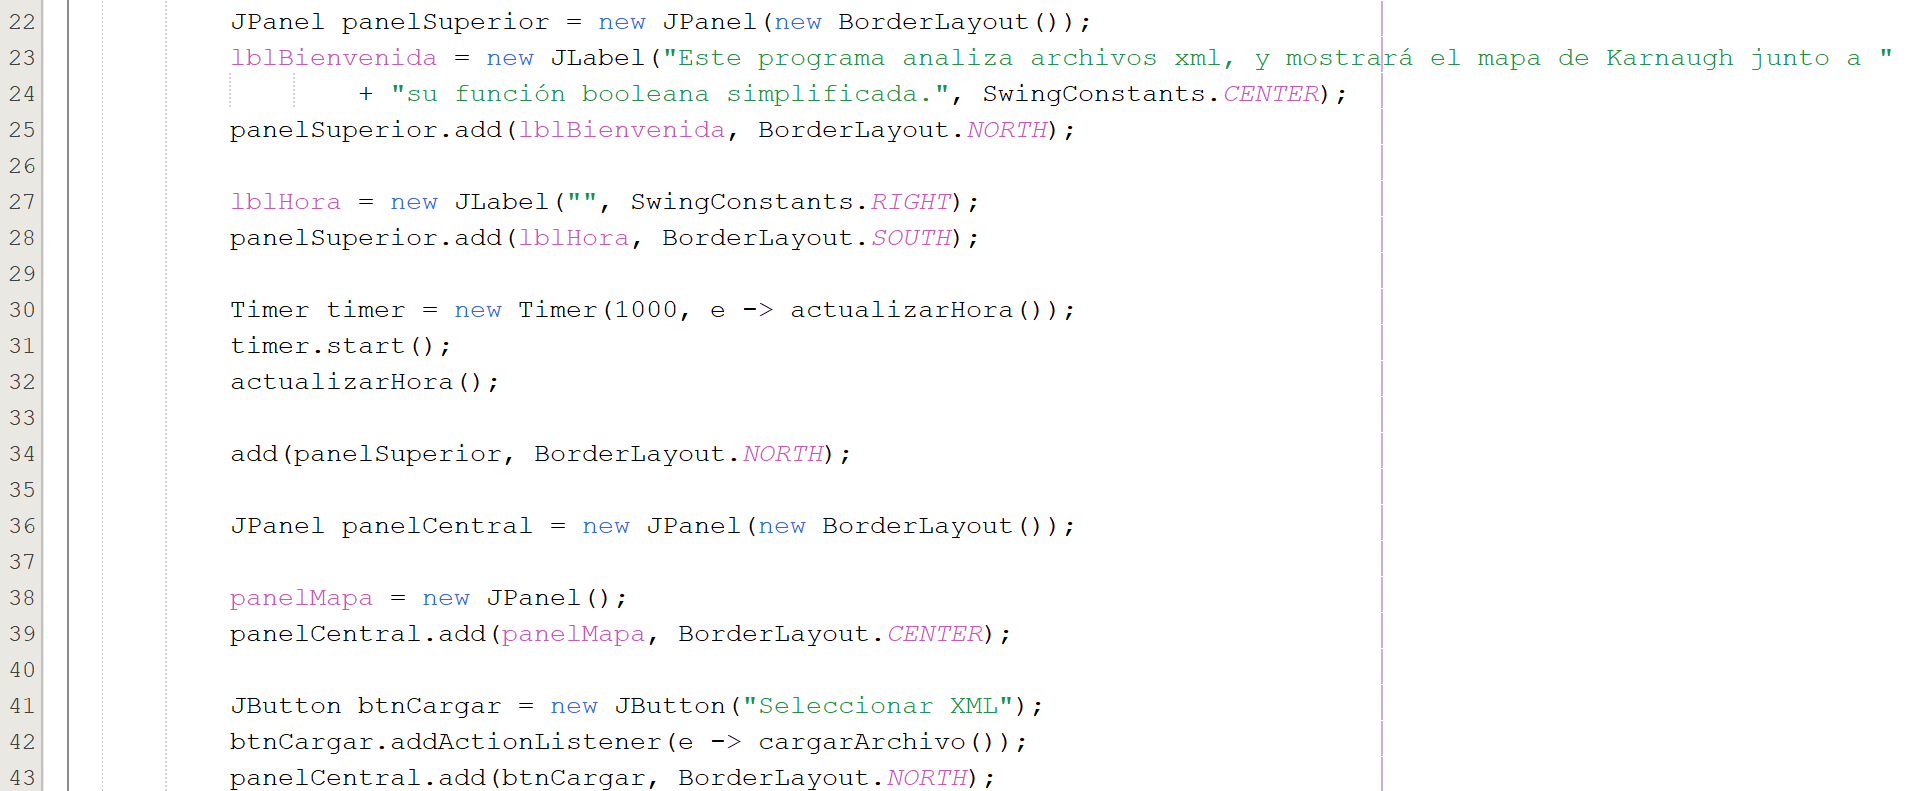 22 JPanel panelSuperior = new JPanel(new BorderLayout());
23 lblBienvenida = new JLabel("Este programa analiza archivos xml, y mostrará el mapa de Karnaugh junto a "
24 + "su función booleana simplificada.", SwingConstants.CENTER);
25 panelSuperior.add(lblBienvenida, BorderLayout.NORTH);
26
27 lblHora = new JLabel("", SwingConstants.RIGHT);
28 panelSuperior.add(lblHora, BorderLayout.SOUTH);
29
30 Timer timer = new Timer(1000, e -> actualizarHora());
31 timer.start();
32 actualizarHora();
33
34 add(panelSuperior, BorderLayout.NORTH);
35
36 JPanel panelCentral = new JPanel(new BorderLayout());
37
38 panelMapa = new JPanel();
39 panelCentral.add(panelMapa, BorderLayout.CENTER);
40
41 JButton btnCargar = new JButton("Seleccionar XML");
42 btnCargar.addActionListener(e -> cargarArchivo());
43 panelCentral.add(btnCargar, BorderLayout.NORTH);